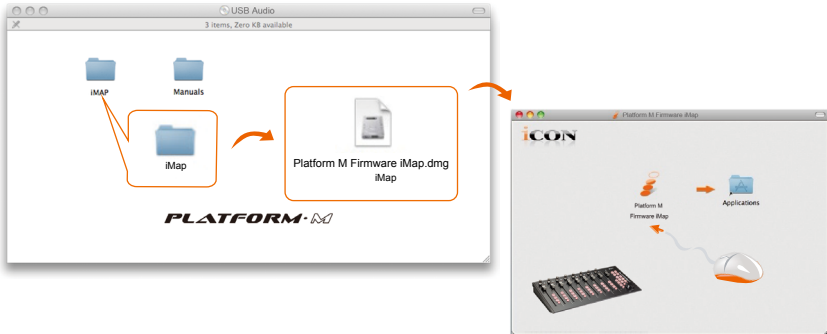 USB Audio
3 items, Zero KB available
iMAP
Manuals
iMap
Platform M Firmware iMap.dmg
iMap
PLATFORM·M
Platform M Firmware iMap
iCON
Platform M
Firmware iMap
Applications